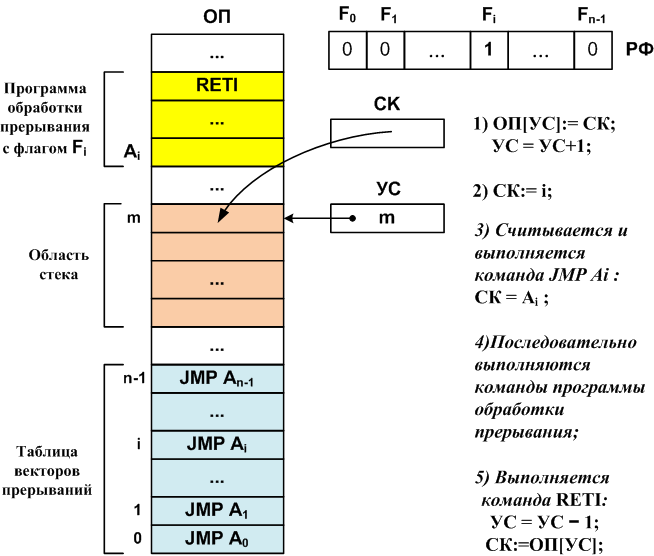 ОП
F0 F1 Fi Fn-1
0 0 ... 1 ... 0 РФ
...
Программа
обработки
прерывания
с флагом Fi
Ai
RETI
...
СК
1) ОП[УС]:= СК;
УС = УС+1;
...
УС
m
2) СК:= i;
Область
стека
m
...
3) Считывается и
выполняется
команда JMP Ai :
СК = Ai ;
...
4)Последовательно
выполняются
команды программы
обработки
прерывания;
Таблица
векторов
прерываний
n-1 JMP An-1
...
i JMP Ai
...
1 JMP A1
0 JMP A0
5) Выполняется
команда RETI:
УС = УС − 1;
СК:=ОП[УС];